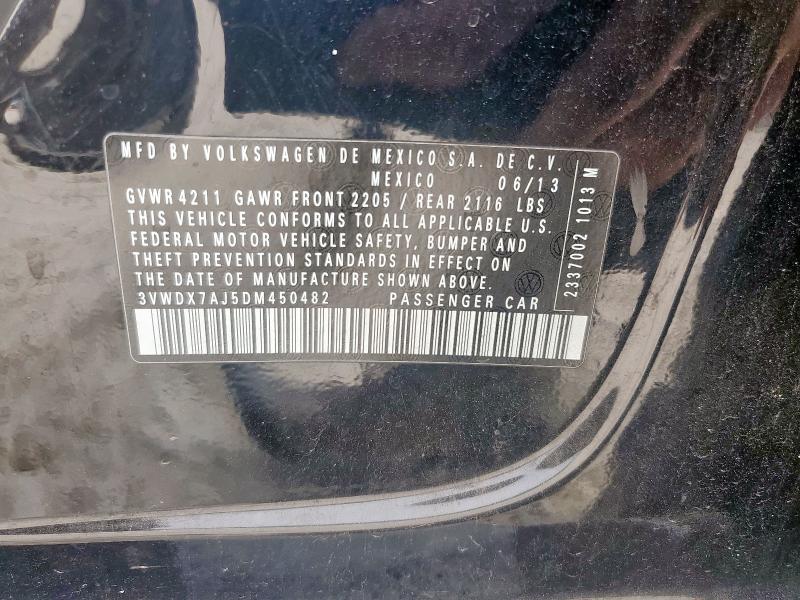 MFD BY VOLKSWAGEN DE MEXICO S.A. DE C.V.
MEXICO 06/13
GVWR 4211 GAWR FRONT 2205 / REAR 2116 LBS
THIS VEHICLE CONFORMS TO ALL APPLICABLE U.S.
FEDERAL MOTOR VEHICLE SAFETY, BUMPER AND
THEFT PREVENTION STANDARDS IN EFFECT ON
THE DATE OF MANUFACTURE SHOWN ABOVE.
3VWDX7AJ5DM450482 PASSENGER CAR
2337002 1013 M